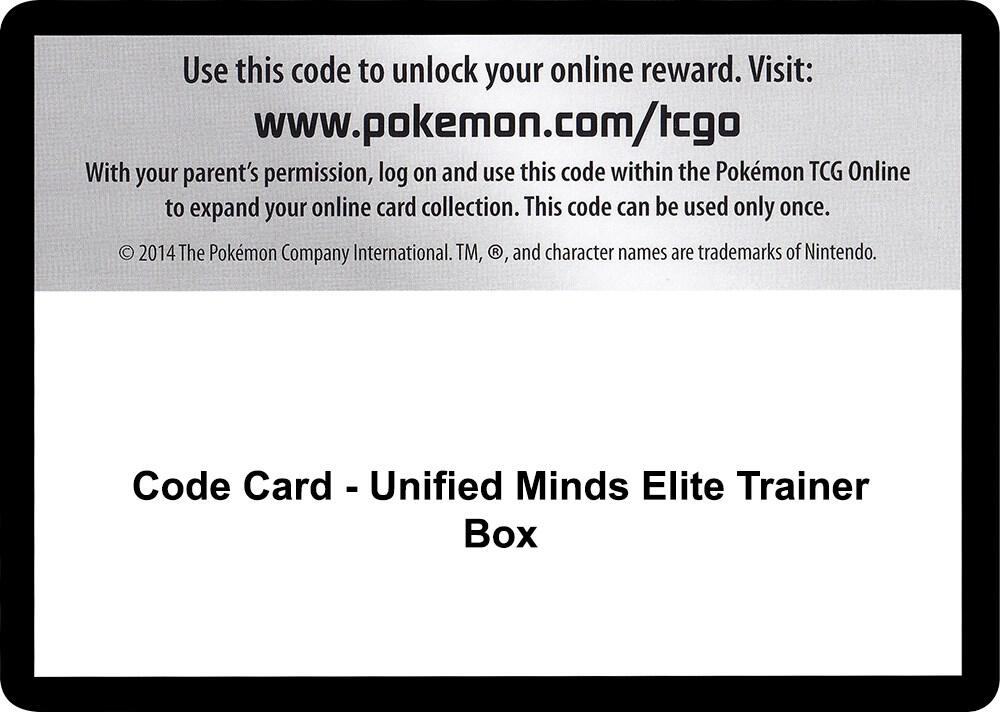 Use this code to unlock your online reward. Visit:
www.pokemon.com/tcgo
With your parent's permission, log on and use this code within the Pokémon TCG Online
to expand your online card collection. This code can be used only once.
© 2014 The Pokémon Company International. TM, ®, and character names are trademarks of Nintendo.
Code Card - Unified Minds Elite Trainer
Box